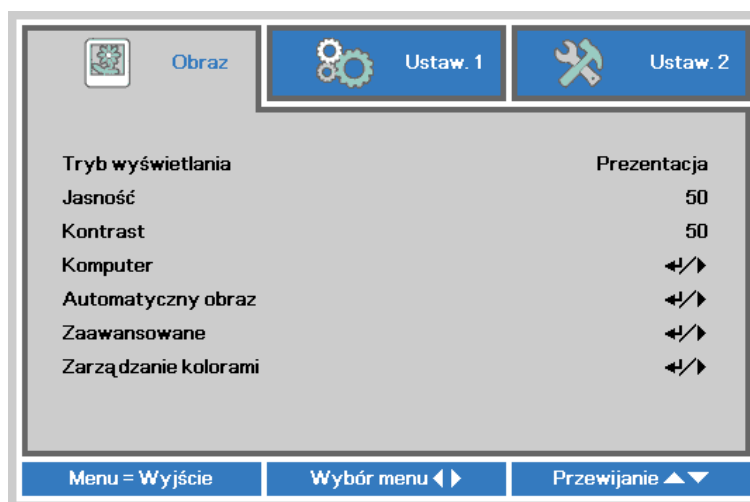 Obraz Ustaw. 1 Ustaw. 2
Tryb wyświetlania Prezentacja
Jasność 50
Kontrast 50
Komputer
Automatyczny obraz
Zaawansowane
Zarządzanie kolorami
Menu = Wyjście Wybór menu Przewijanie